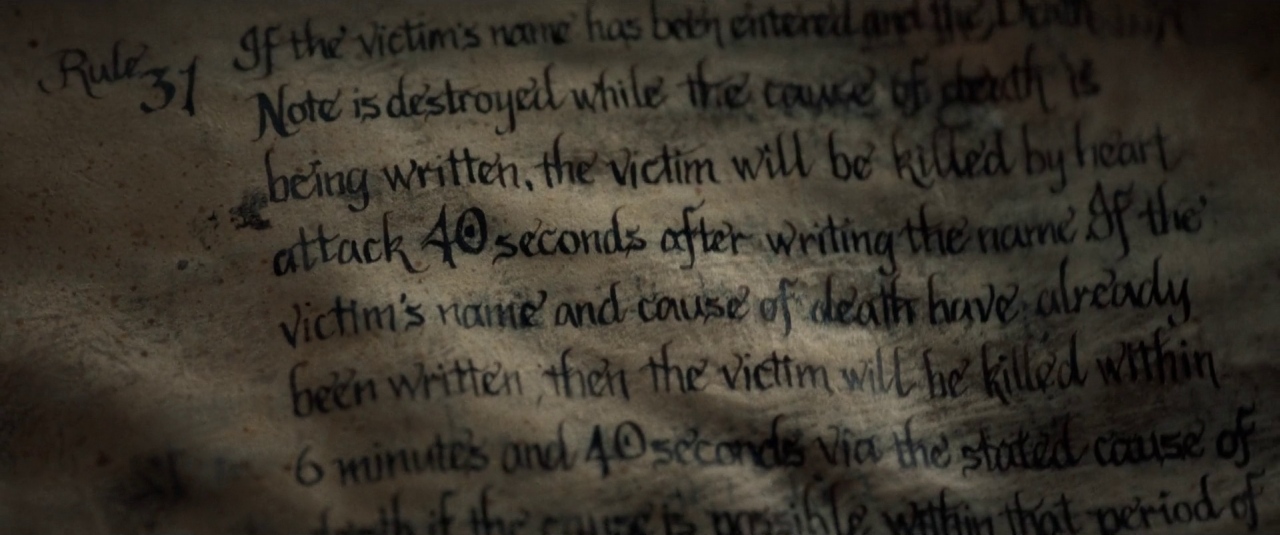 Rule 31
If the victim's name has been entered and the Death
Note is destroyed while the cause of death is
being written, the victim will be killed by heart
attack 40 seconds after writing the name If the
victim's name and cause of death have already
been written, then the victim will be killed within
6 minutes and 40 seconds via the stated cause of
death if the cause is possible within that period of